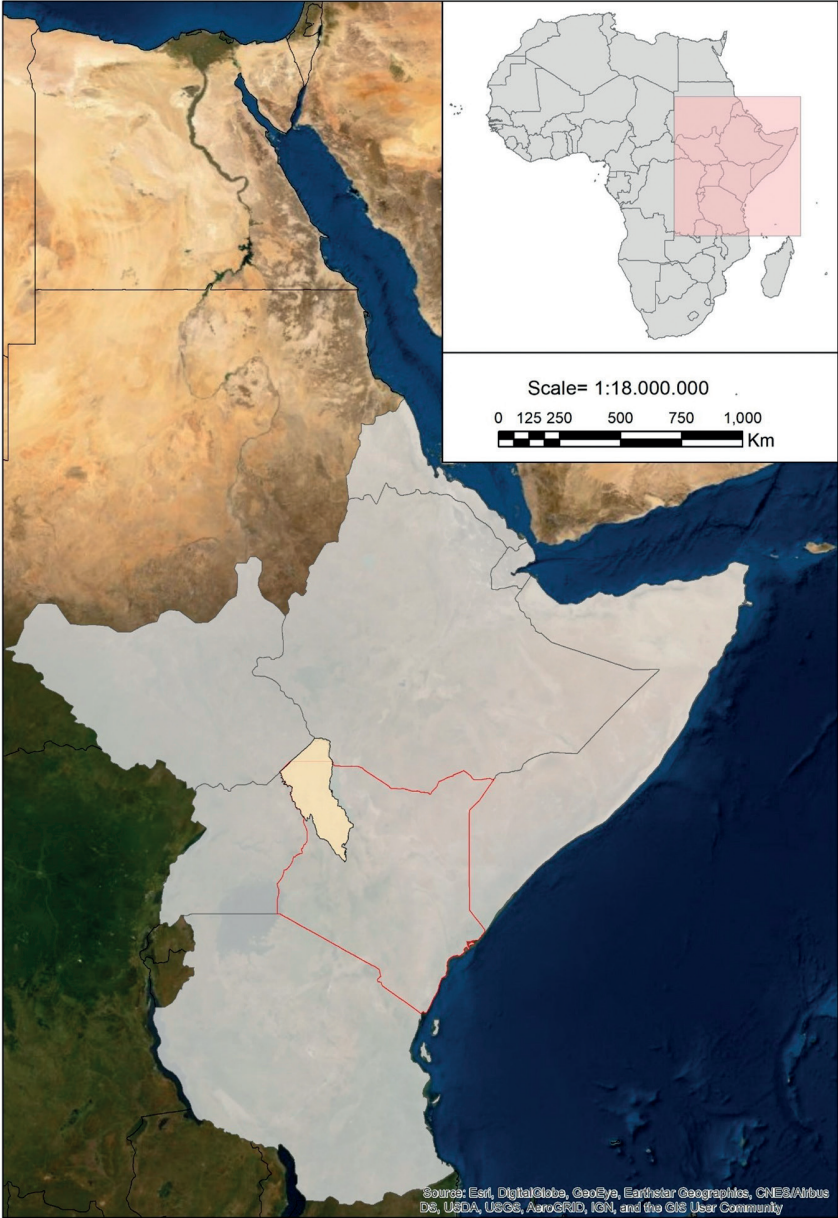 Scale= 1:18.000.000
0 125 250 500 750 1,000
Km
Source: Esri, DigitalGlobe, GeoEye, Earthstar Geographics, CNES/Airbus
DS, USDA, USGS, AeroGRID, IGN, and the GIS User Community